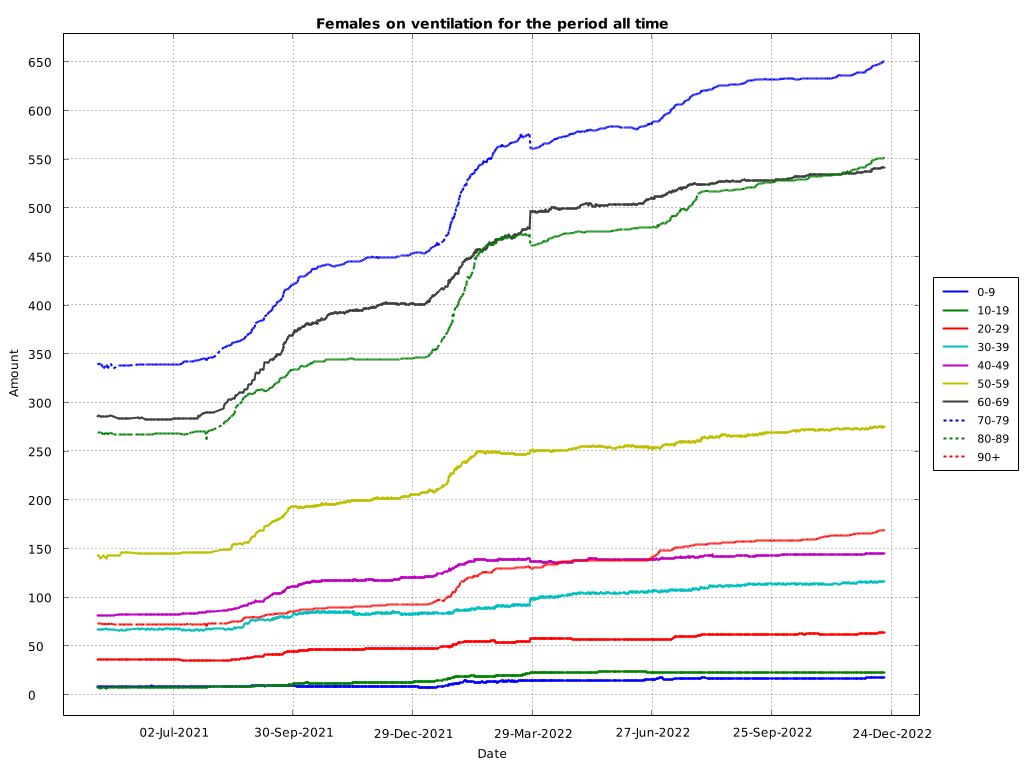 Females on ventilation for the period all time
650
600
550
500
450
400
350
300
250
200
150
100
50
0
Amount
02-Jul-2021
30-Sep-2021
29-Dec-2021
29-Mar-2022
27-Jun-2022
25-Sep-2022
24-Dec-2022
Date
0-9
10-19
20-29
30-39
40-49
50-59
60-69
70-79
80-89
90+